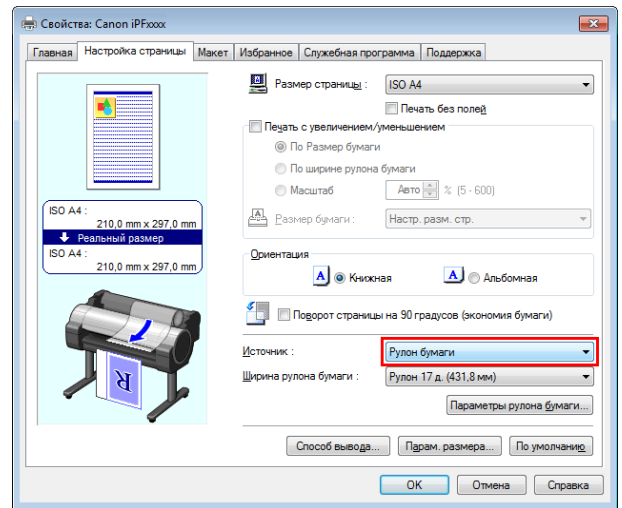 Свойства: Canon iPFxxxx
Главная Настройка страницы Макет Избранное Служебная программа Поддержка
Размер страницы : ISO A4
Печать без полей
Печать с увеличением/уменьшением
По Размер бумаги
По ширине рулона бумаги
Масштаб Авто % (5 - 600)
Размер бумаги : Настр. разм. стр.
ISO A4 :
210,0 mm x 297,0 mm
Реальный размер
ISO A4 :
210,0 mm x 297,0 mm
Ориентация
A Книжная A Альбомная
Поворот страницы на 90 градусов (экономия бумаги)
Источник : Рулон бумаги
Ширина рулона бумаги : Рулон 17 д. (431,8 мм)
Параметры рулона бумаги...
R
Способ вывода... Парам. размера... По умолчанию
OK Отмена Справка